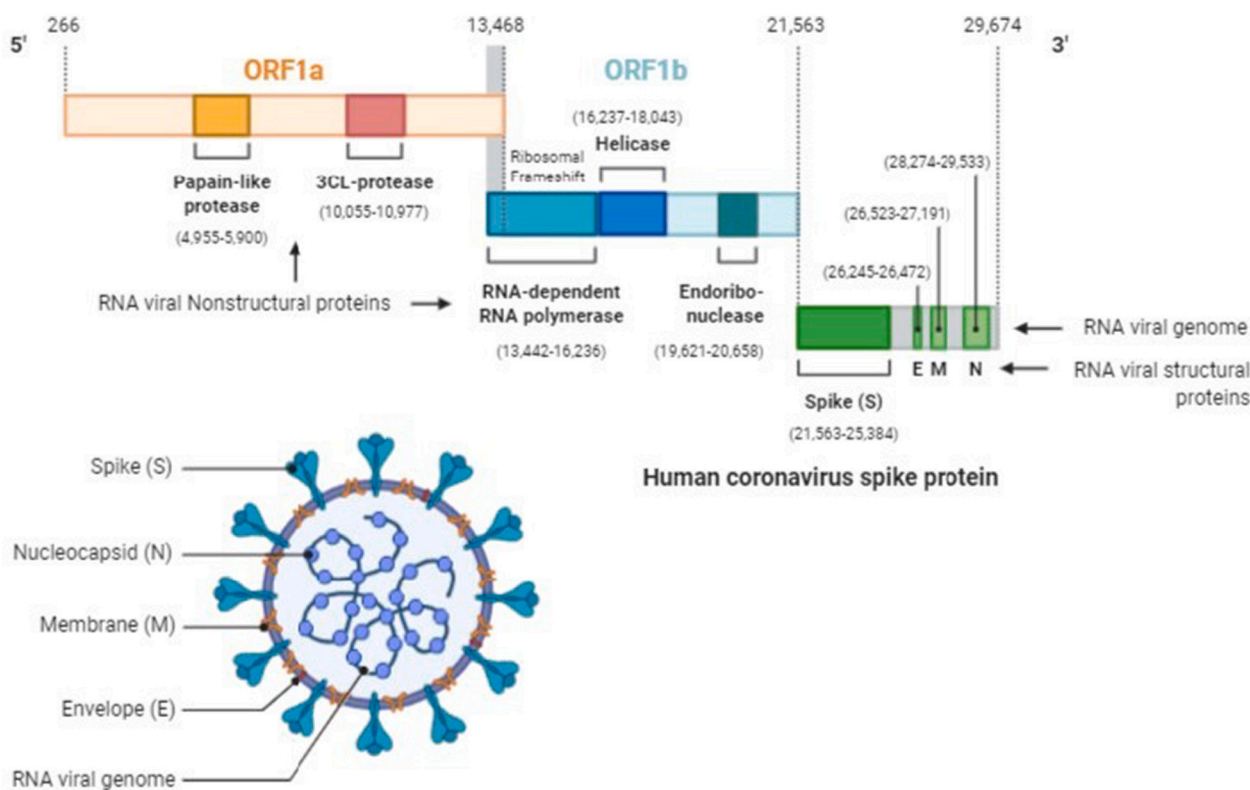 266
13,468
21,563
29,674
5'
3'
ORF1a
ORF1b
(16,237-18,043)
Helicase
Ribosomal
Frameshift
Papain-like
protease
(4,955-5,900)
3CL-protease
(10,055-10,977)
(28,274-29,533)
(26,523-27,191)
(26,245-26,472)
RNA viral Nonstructural proteins
RNA-dependent
RNA polymerase
(13,442-16,236)
Endoribo-
nuclease
(19,621-20,658)
RNA viral genome
E M N
RNA viral structural
proteins
Spike (S)
(21,563-25,384)
Human coronavirus spike protein
Spike (S)
Nucleocapsid (N)
Membrane (M)
Envelope (E)
RNA viral genome